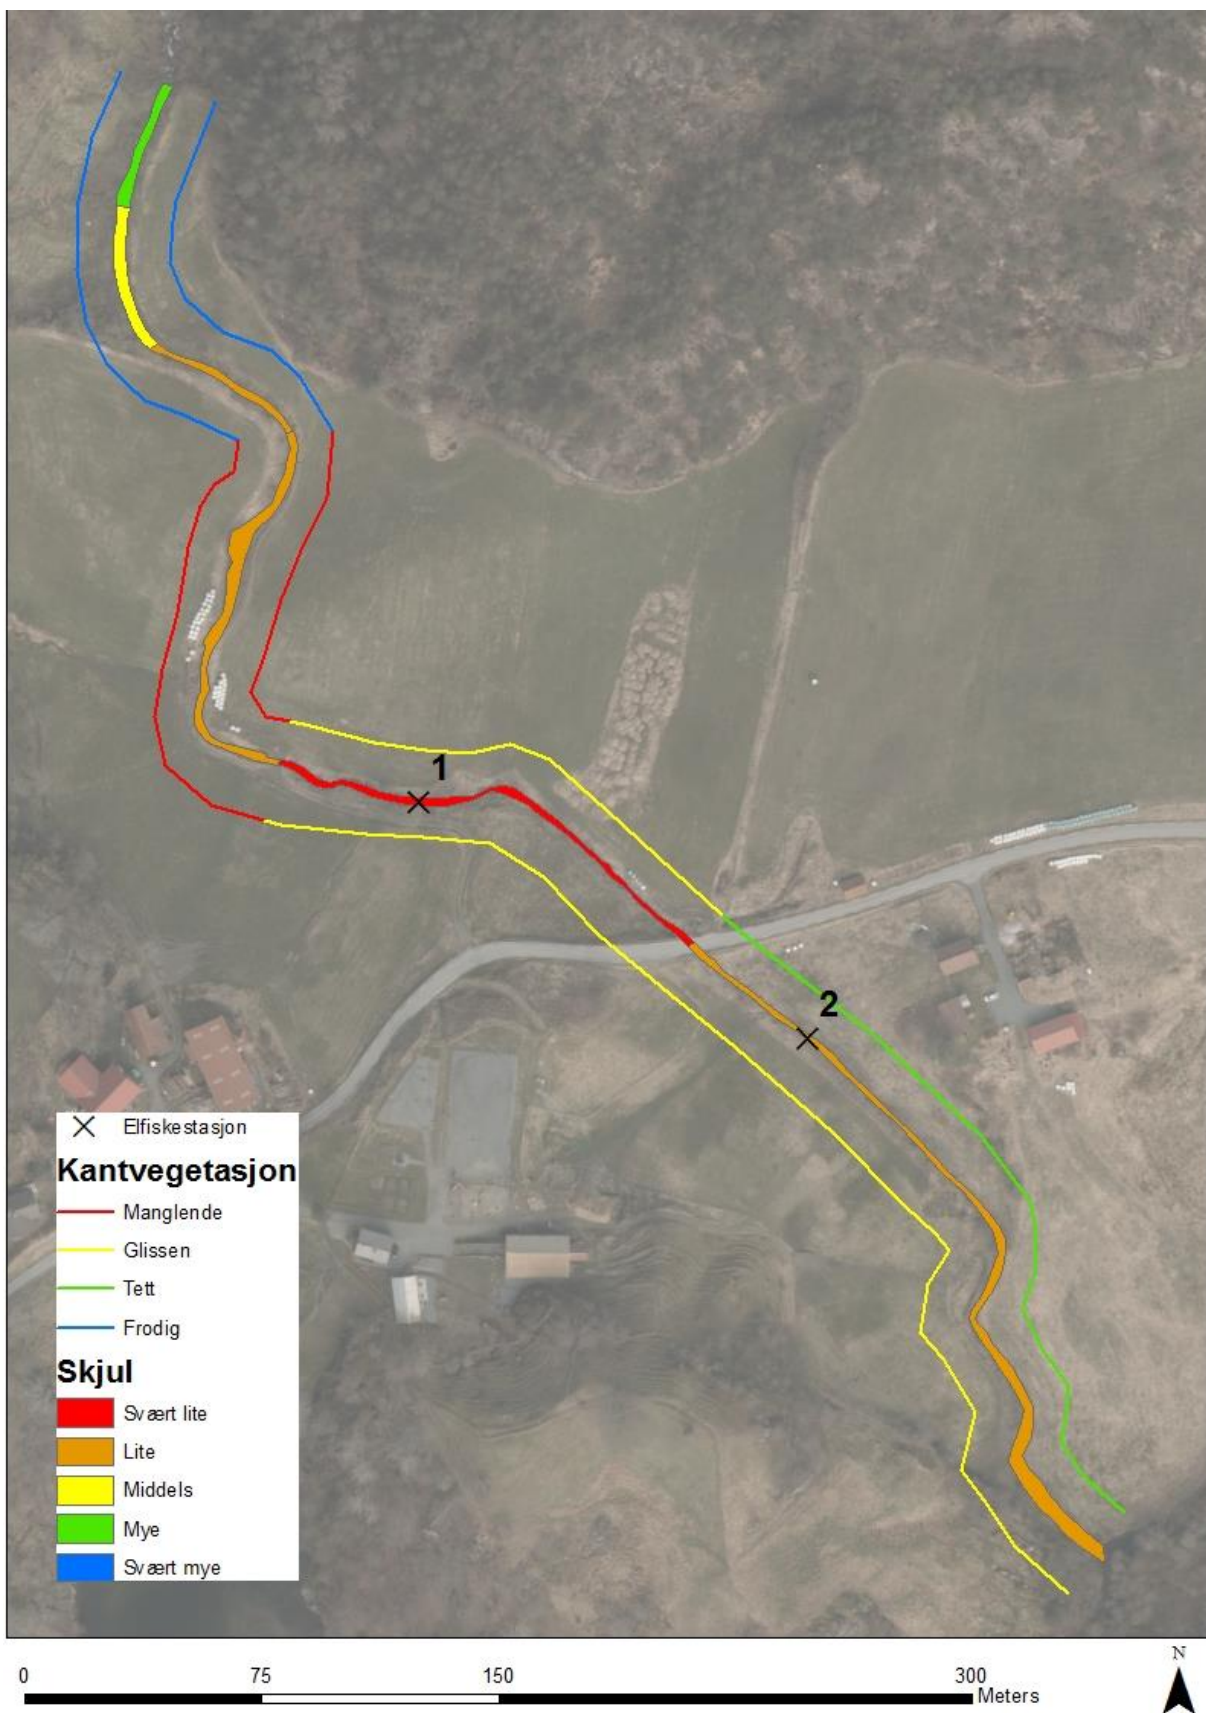 1
2
Elfiskestasjon
Kantvegetasjon
Manglende
Glissen
Tett
Frodig
Skjul
Svært lite
Lite
Middels
Mye
Svært mye
0 75 150 300
Meters
N